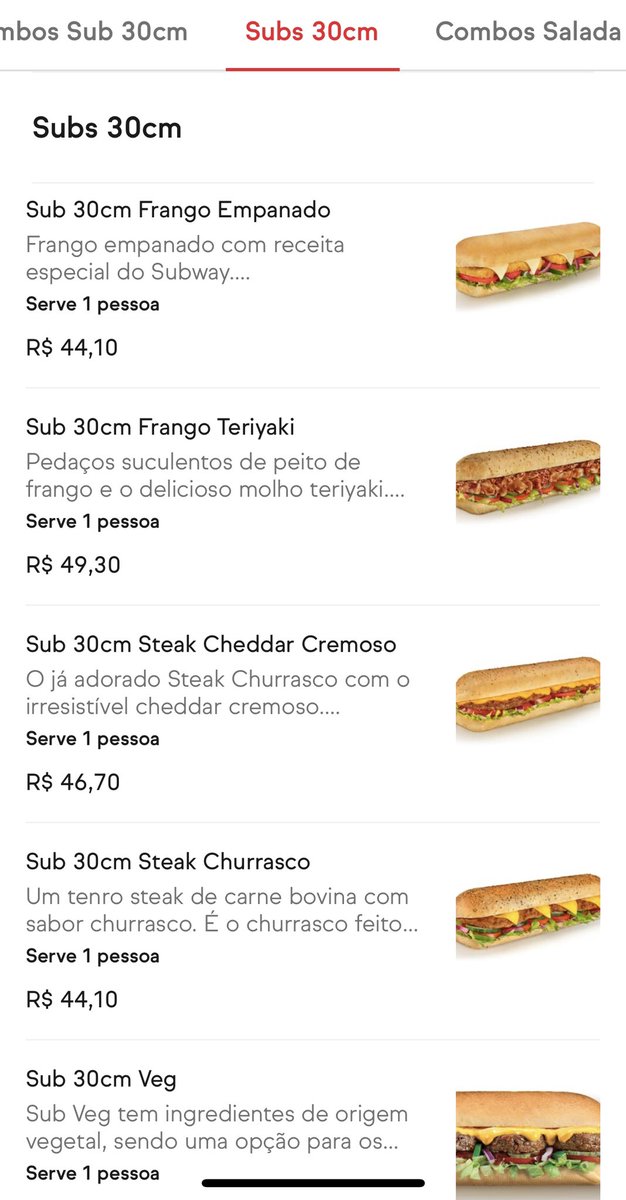 Sub 30cm Subs 30cm Combos Salada
Subs 30cm
Sub 30cm Frango Empanado
Frango empanado com receita
especial do Subway....
Serve 1 pessoa
R$ 44,10
Sub 30cm Frango Teriyaki
Pedaços suculentos de peito de
frango e o delicioso molho teriyaki....
Serve 1 pessoa
R$ 49,30
Sub 30cm Steak Cheddar Cremoso
O já adorado Steak Churrasco com o
irresistível cheddar cremoso....
Serve 1 pessoa
R$ 46,70
Sub 30cm Steak Churrasco
Um tenro steak de carne bovina com
sabor churrasco. É o churrasco feito...
Serve 1 pessoa
R$ 44,10
Sub 30cm Veg
Sub Veg tem ingredientes de origem
vegetal, sendo uma opção para os...
Serve 1 pessoa